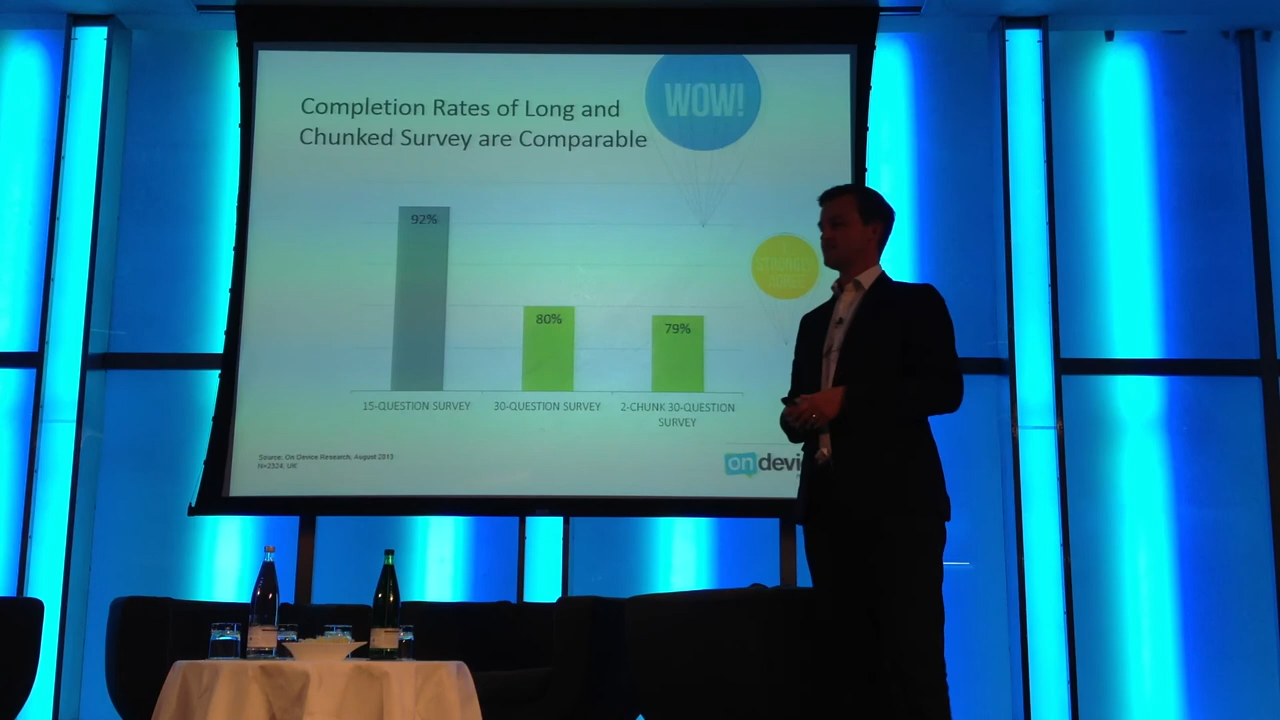 Completion Rates of Long and
Chunked Survey are Comparable
WOW!
92%
80%
79%
15-QUESTION SURVEY
30-QUESTION SURVEY
2-CHUNK 30-QUESTION
SURVEY
Source: On Device Research, August 2013
N=2324, UK
on devi